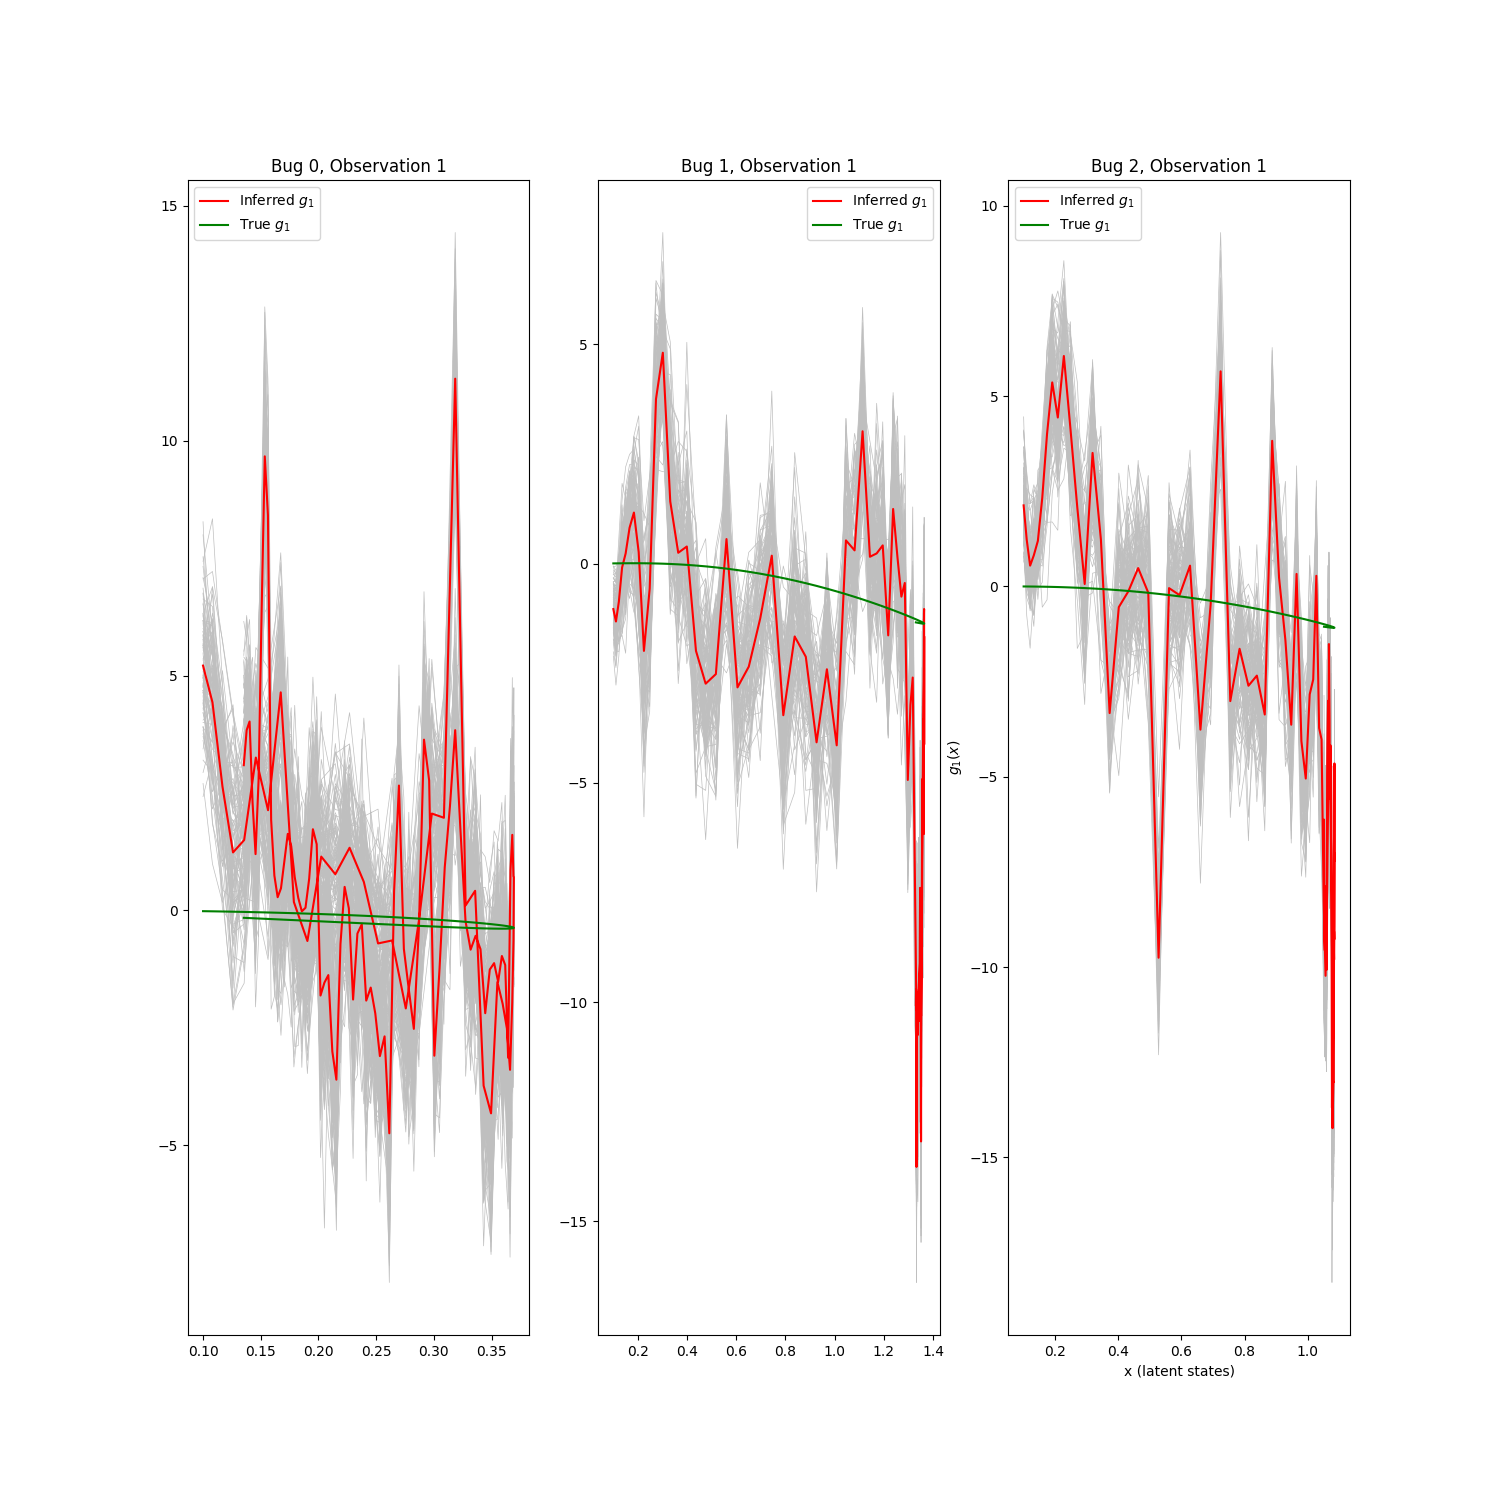 Bug 0, Observation 1
Inferred g₁
True g₁
15
10
5
0
−5
0.10 0.15 0.20 0.25 0.30 0.35
Bug 1, Observation 1
Inferred g₁
True g₁
5
0
−5
−10
−15
0.2 0.4 0.6 0.8 1.0 1.2 1.4
Bug 2, Observation 1
Inferred g₁
True g₁
g₁(x)
10
5
0
−5
−10
−15
0.2 0.4 0.6 0.8 1.0
x (latent states)